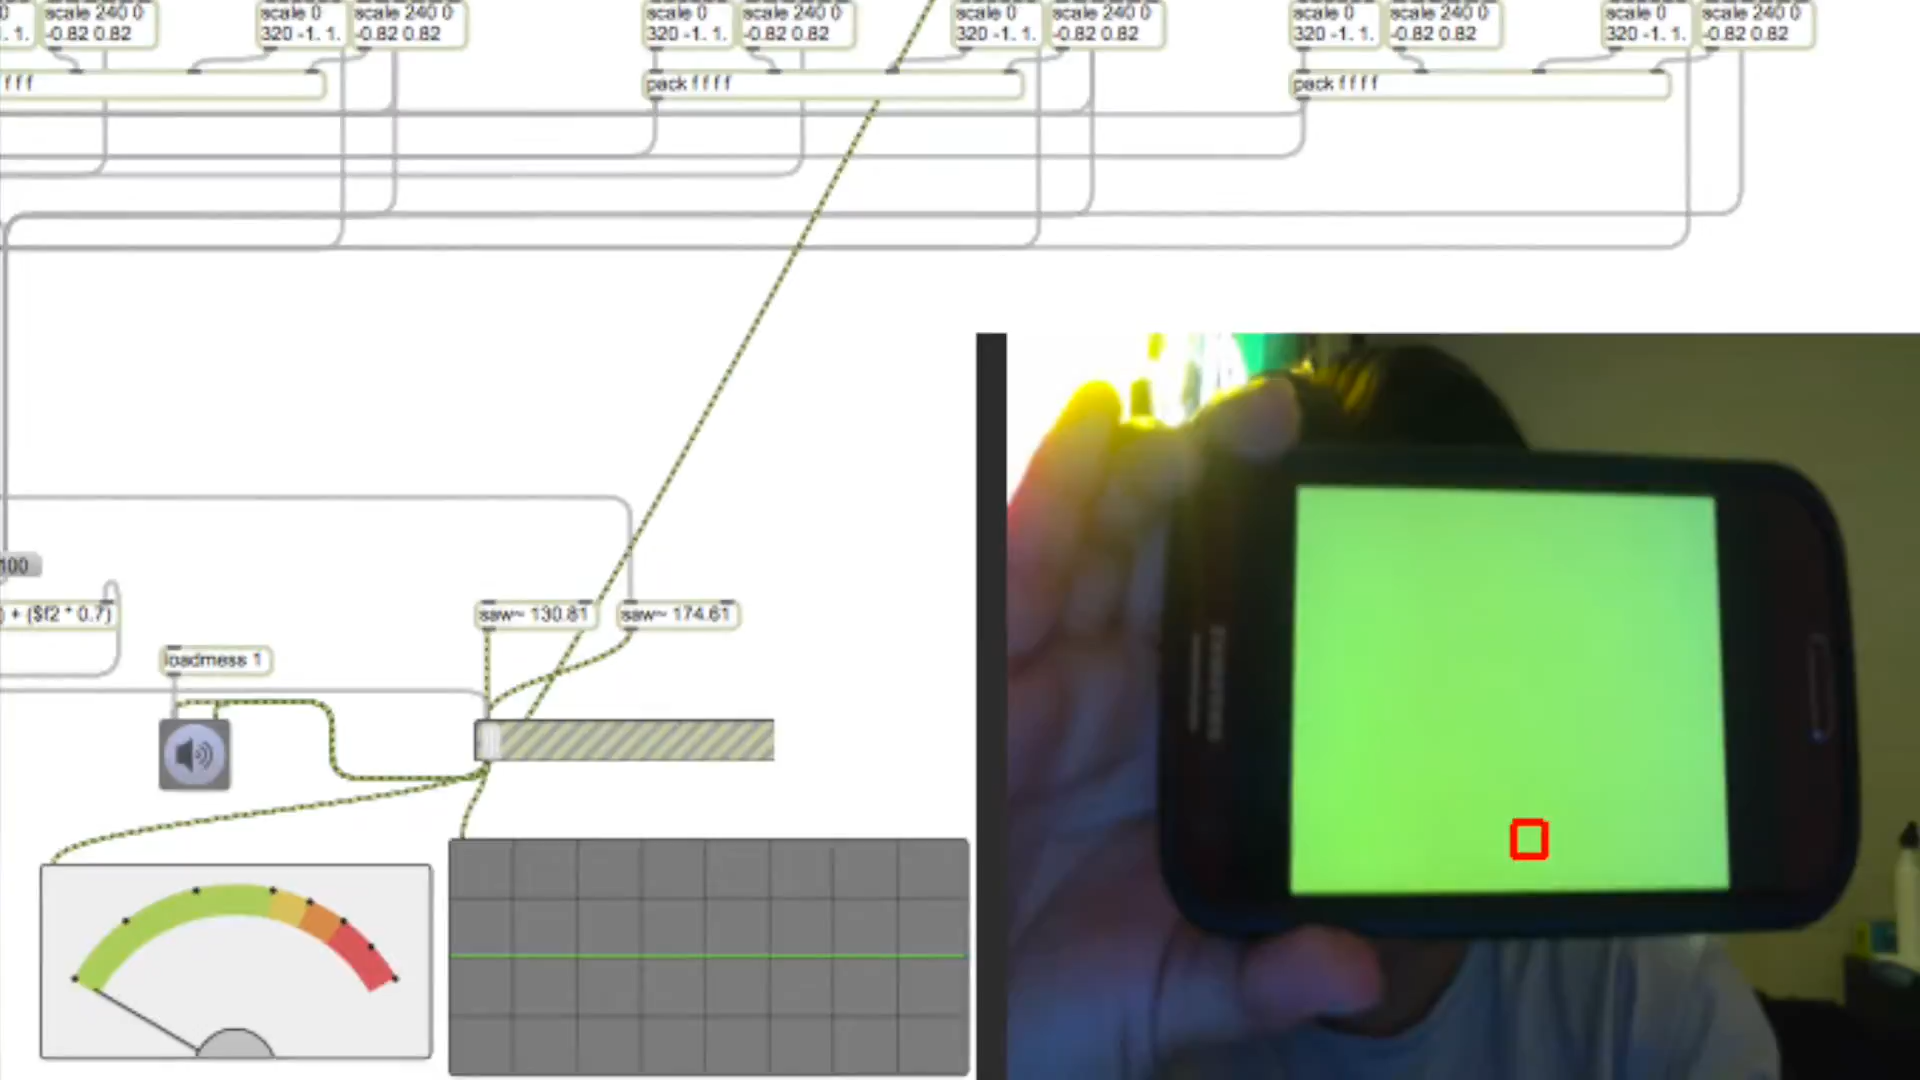 scale 240 0
-0.82 0.82
scale 0
320 -1. 1.
scale 240 0
-0.82 0.82
scale 0
320 -1. 1.
scale 240 0
-0.82 0.82
scale 0
320 -1. 1.
scale 240 0
-0.82 0.82
scale 0
320 -1. 1.
scale 240 0
-0.82 0.82
scale 0
320 -1. 1.
scale 240 0
-0.82 0.82
f f f
pack f f f f
pack f f f f
100
) + ($f2 * 0.7)
saw~ 130.81
saw~ 174.61
loadmess 1